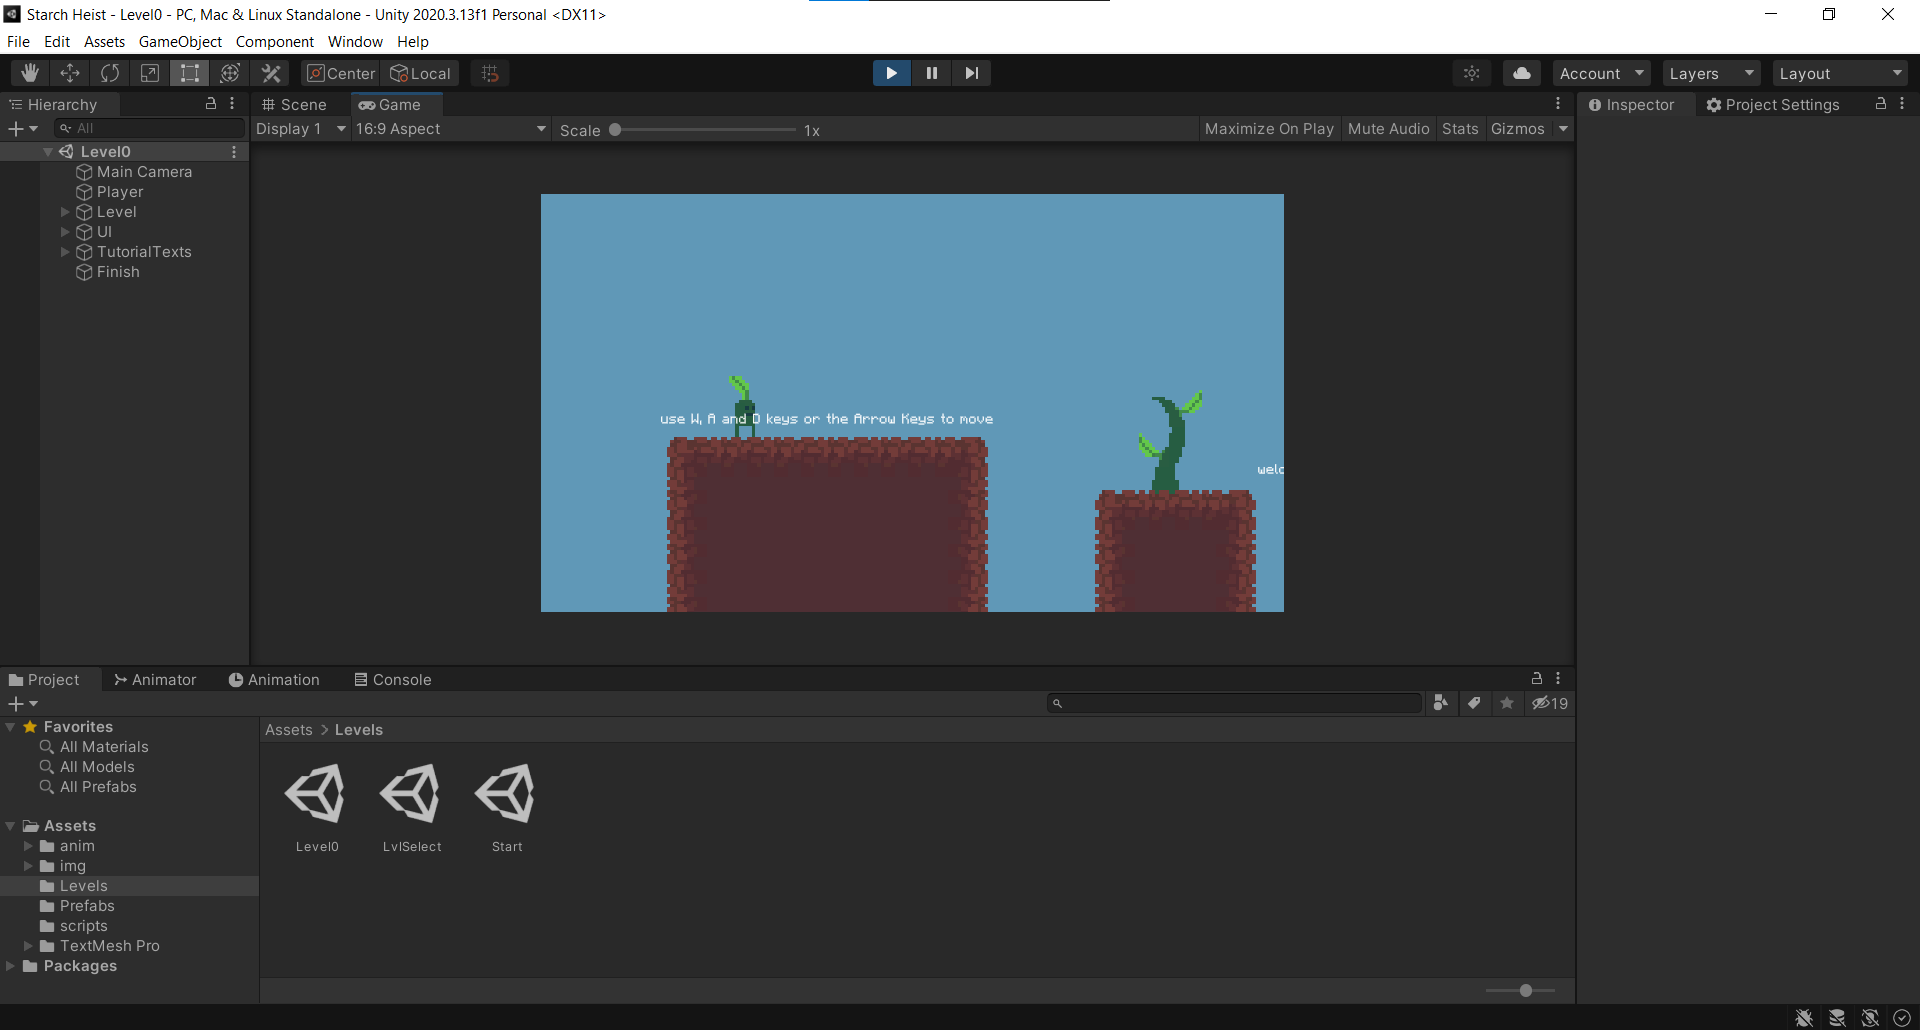 Starch Heist - Level0 - PC, Mac & Linux Standalone - Unity 2020.3.13f1 Personal <DX11>
File Edit Assets GameObject Component Window Help
Center Local Account Layers Layout
Hierarchy Scene Game Inspector Project Settings
All Display 1 16:9 Aspect Scale 1x Maximize On Play Mute Audio Stats Gizmos
Level0
Main Camera
Player
Level
UI
TutorialTexts
Finish
use W, A and D keys or the Arrow Keys to move
welc
Project Animator Animation Console
19
Favorites
All Materials
All Models
All Prefabs
Assets
anim
img
Levels
Prefabs
scripts
TextMesh Pro
Packages
Assets > Levels
Level0 LvlSelect Start